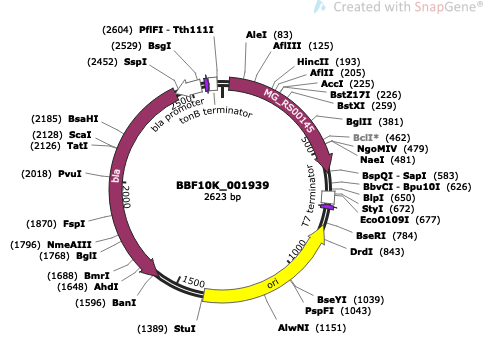 Created with SnapGene®
(2604) PflFI - Tth111I
(2529) BsgI
(2452) SspI
(2185) BsaHI
(2128) ScaI
(2126) TatI
(2018) PvuI
(1870) FspI
(1796) NmeAIII
(1768) BglI
(1688) BmrI
(1648) AhdI
(1596) BanI
(1389) StuI
AleI (83)
AflIII (125)
HincII (193)
AflII (205)
AccI (225)
BstZ17I (226)
BstXI (259)
BglII (381)
BclI* (462)
NgoMIV (479)
NaeI (481)
BspQI - SapI (583)
BbvCI - Bpu10I (626)
BlpI (650)
StyI (672)
EcoO109I (677)
BseRI (784)
DrdI (843)
BseYI (1039)
PspFI (1043)
AlwNI (1151)
MG_RS00145
T7 terminator
ori
bla
bla promoter
tonB terminator
500
1000
1500
2000
2500
BBF10K_001939
2623 bp